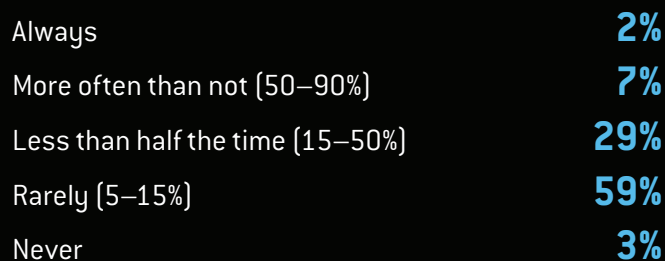 Always 2%
More often than not (50–90%) 7%
Less than half the time (15–50%) 29%
Rarely (5–15%) 59%
Never 3%